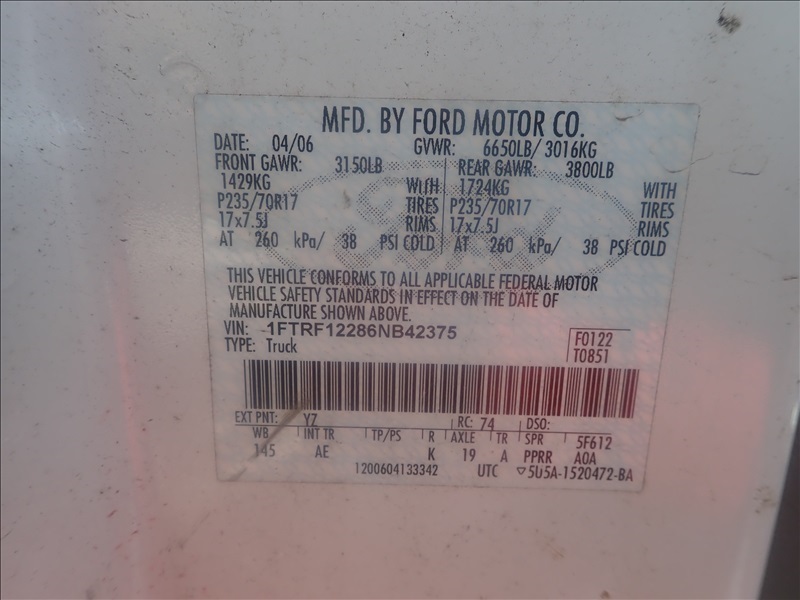 MFD. BY FORD MOTOR CO.
DATE: 04/06 GVWR: 6650LB/ 3016KG
FRONT GAWR: 3150LB REAR GAWR: 3800LB
1429KG WITH 1724KG WITH
P235/70R17 TIRES P235/70R17 TIRES
17x7.5J RIMS 17x7.5J RIMS
AT 260 kPa/ 38 PSI COLD AT 260 kPa/ 38 PSI COLD
THIS VEHICLE CONFORMS TO ALL APPLICABLE FEDERAL MOTOR
VEHICLE SAFETY STANDARDS IN EFFECT ON THE DATE OF
MANUFACTURE SHOWN ABOVE.
VIN: 1FTRF12286NB42375 F0122
TYPE: Truck T0851
EXT PNT: YZ RC: 74 DSO:
WB INT TR TP/PS R AXLE TR SPR 5F612
145 AE K 19 A PPRR A0A
1200604133342 UTC ▽5U5A-1520472-BA
Ford